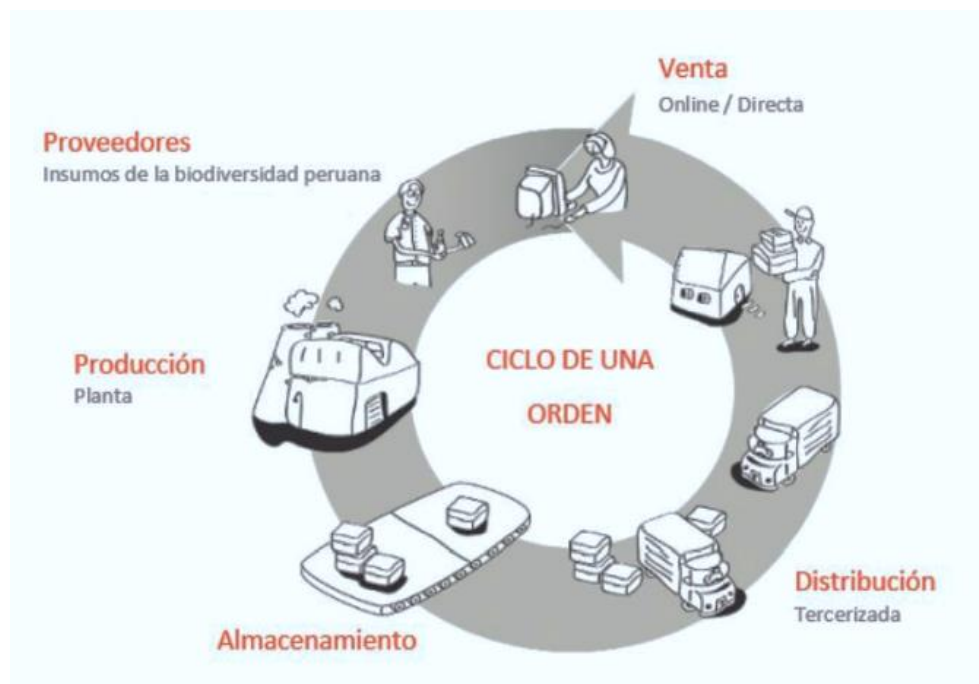 Venta
Online / Directa
Proveedores
Insumos de la biodiversidad peruana
Producción
Planta
CICLO DE UNA
ORDEN
Distribución
Tercerizada
Almacenamiento